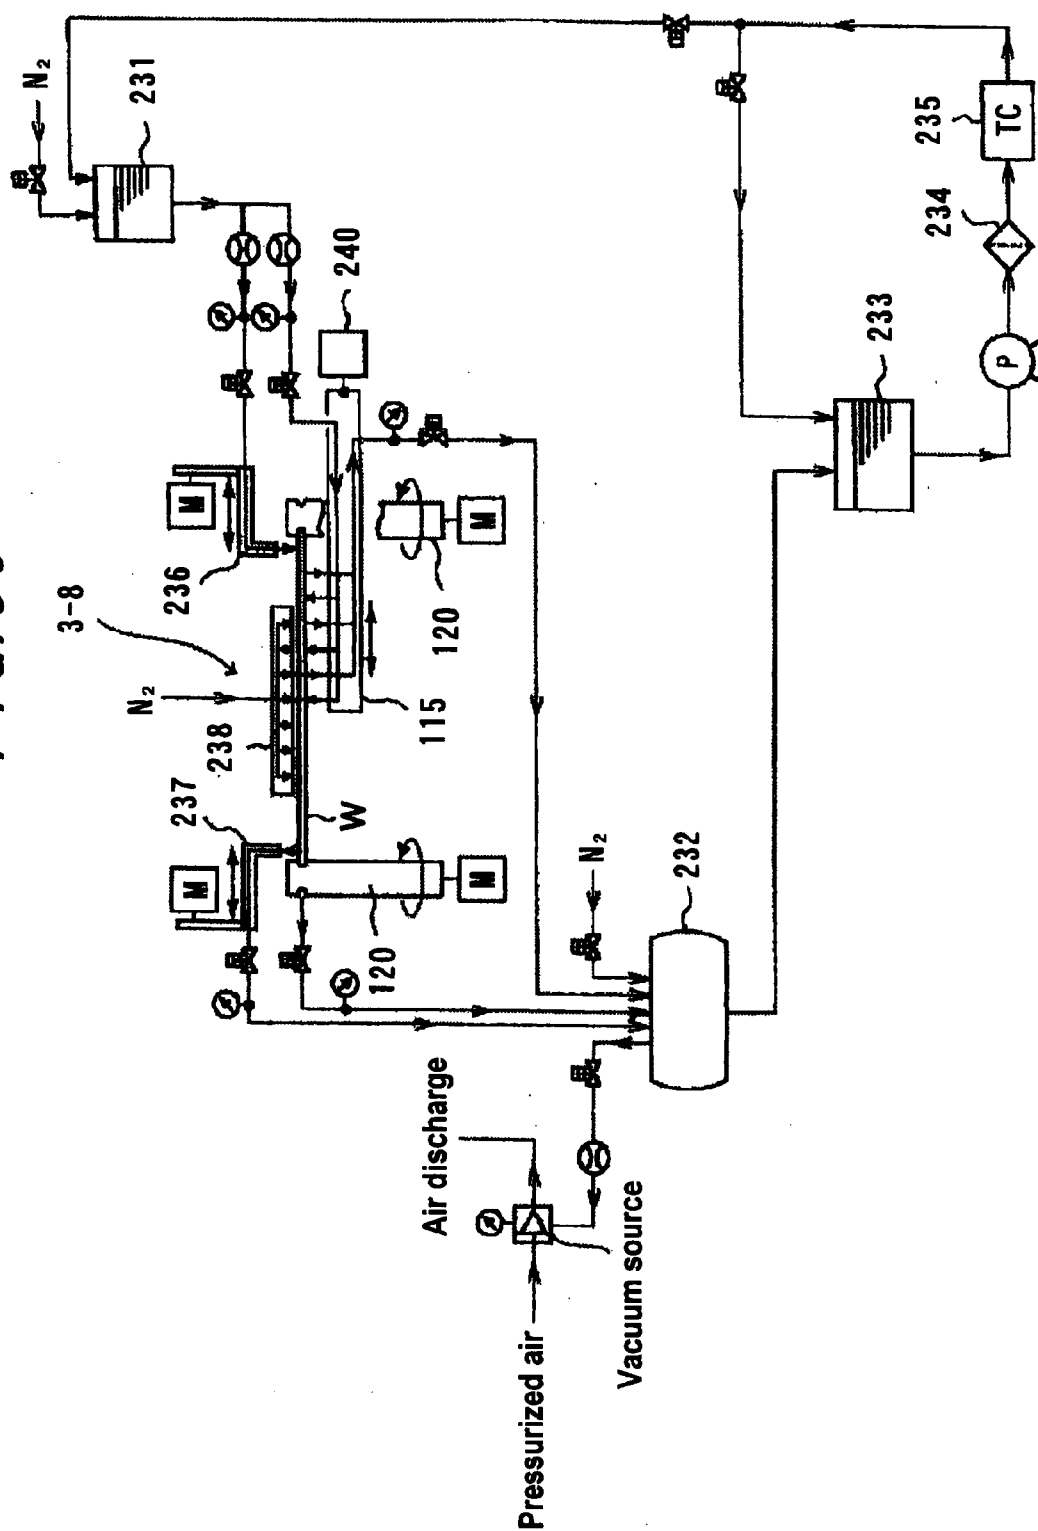 N₂
231
240
236
3-8
N₂
238
237
W
115
120
M
M
120
M
M
N₂
232
233
234
235
TC
P
Air discharge
Pressurized air
Vacuum source